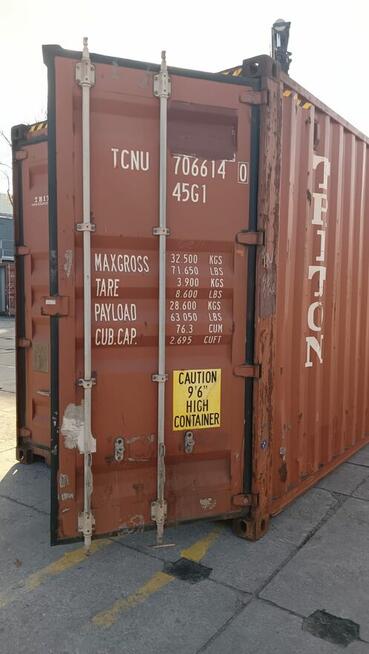 TCNU 706614 0
45G1
MAXGROSS 32.500 KGS
71.650 LBS
TARE 3.900 KGS
8.600 LBS
PAYLOAD 28.600 KGS
63.050 LBS
CUB.CAP. 76.3 CUM
2.695 CUFT
CAUTION
9'6"
HIGH
CONTAINER
TRITON